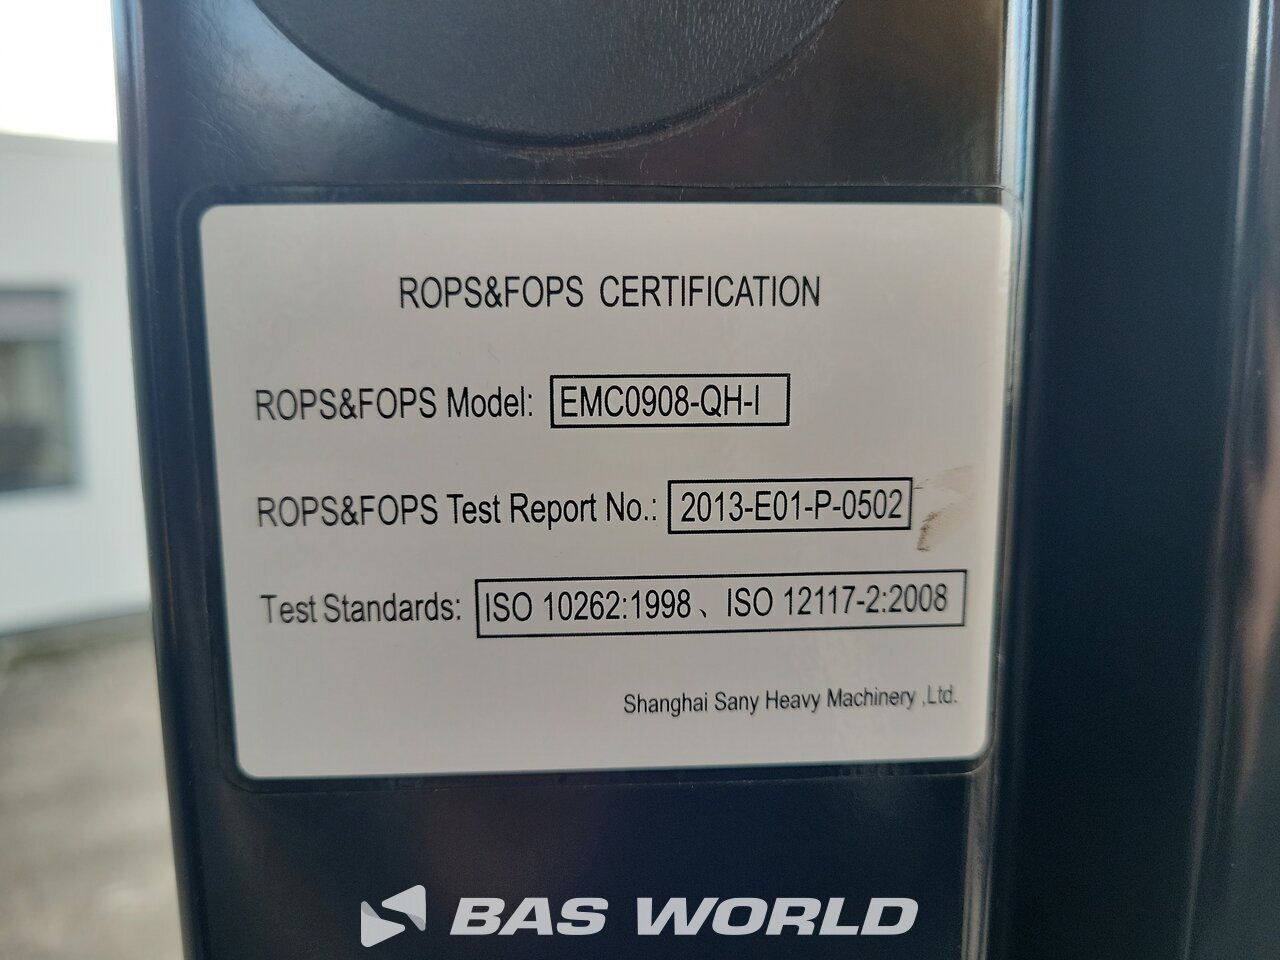 ROPS&FOPS CERTIFICATION
ROPS&FOPS Model: EMC0908-QH-I
ROPS&FOPS Test Report No.: 2013-E01-P-0502
Test Standards: ISO 10262:1998、ISO 12117-2:2008
Shanghai Sany Heavy Machinery ,Ltd.
BAS WORLD